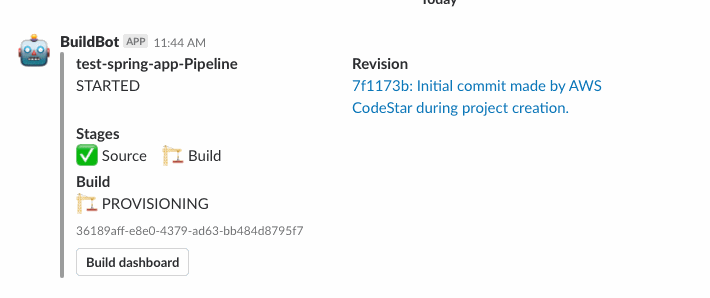 Today
BuildBot APP 11:44 AM
test-spring-app-Pipeline
STARTED
Revision
7f1173b: Initial commit made by AWS
CodeStar during project creation.
Stages
Source Build
Build
PROVISIONING
36189aff-e8e0-4379-ad63-bb484d8795f7
Build dashboard